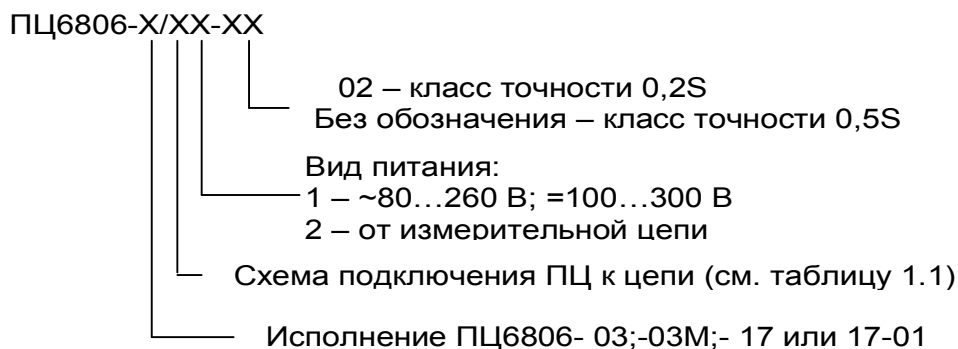 ПЦ6806-Х/ХХ-ХХ
02 – класс точности 0,2S
Без обозначения – класс точности 0,5S
Вид питания:
1 – ~80…260 В; =100…300 В
2 – от измерительной цепи
Схема подключения ПЦ к цепи (см. таблицу 1.1)
Исполнение ПЦ6806- 03;-03М;- 17 или 17-01